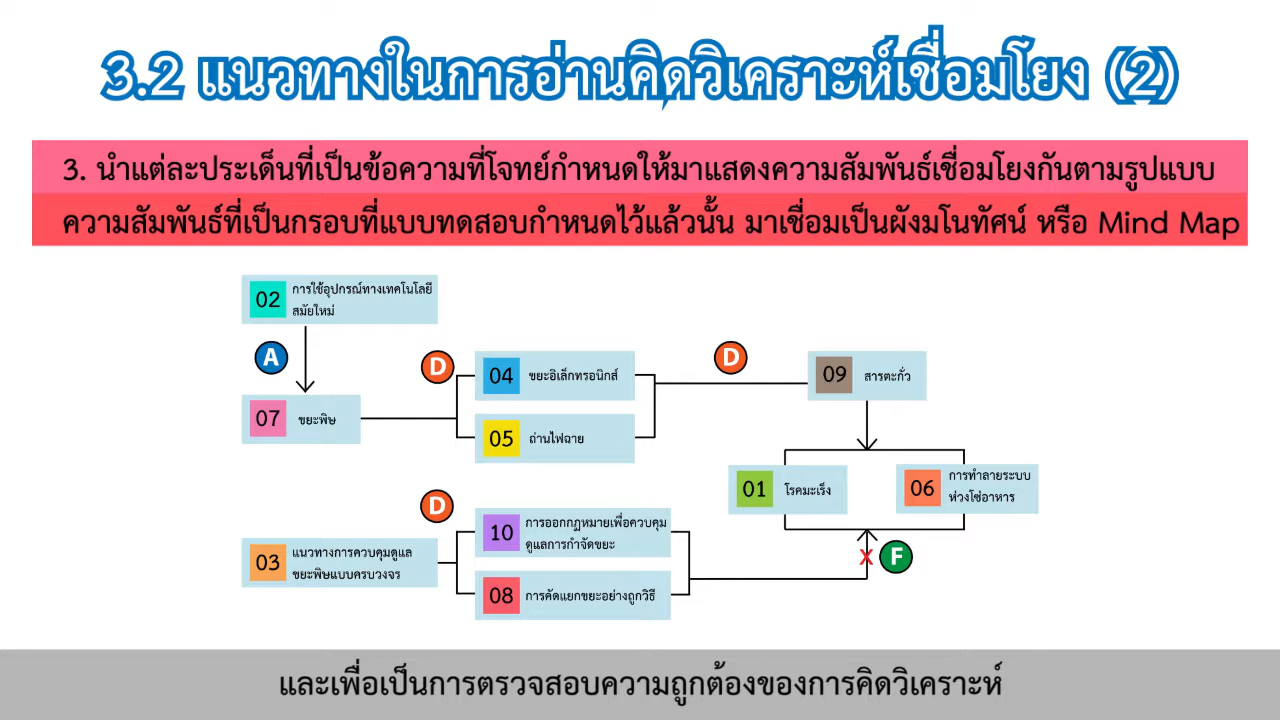 3.2 แนวทางในการอ่านคิดวิเคราะห์เชื่อมโยง (2)
3. นำแต่ละประเด็นที่เป็นข้อความที่โจทย์กำหนดให้มาแสดงความสัมพันธ์เชื่อมโยงกันตามรูปแบบ
ความสัมพันธ์ที่เป็นกรอบที่แบบทดสอบกำหนดไว้แล้วนั้น มาเชื่อมเป็นผังมโนทัศน์ หรือ Mind Map
02 การใช้อุปกรณ์ทางเทคโนโลยี
สมัยใหม่
A
D
D
04 ขยะอิเล็กทรอนิกส์
09 สารตะกั่ว
07 ขยะพิษ
05 ถ่านไฟฉาย
01 โรคมะเร็ง
06 การทำลายระบบ
ห่วงโซ่อาหาร
D
10 การออกกฎหมายเพื่อควบคุม
ดูแลการกำจัดขยะ
03 แนวทางการควบคุมดูแล
ขยะพิษแบบครบวงจร
X F
08 การคัดแยกขยะอย่างถูกวิธี
และเพื่อเป็นการตรวจสอบความถูกต้องของการคิดวิเคราะห์